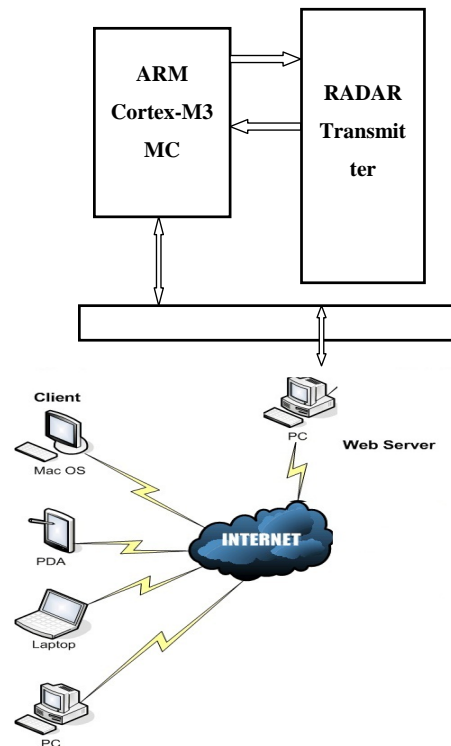 ARM
Cortex-M3
MC
RADAR
Transmit
ter
Client
Mac OS
PC
Web Server
INTERNET
PDA
Laptop
PC